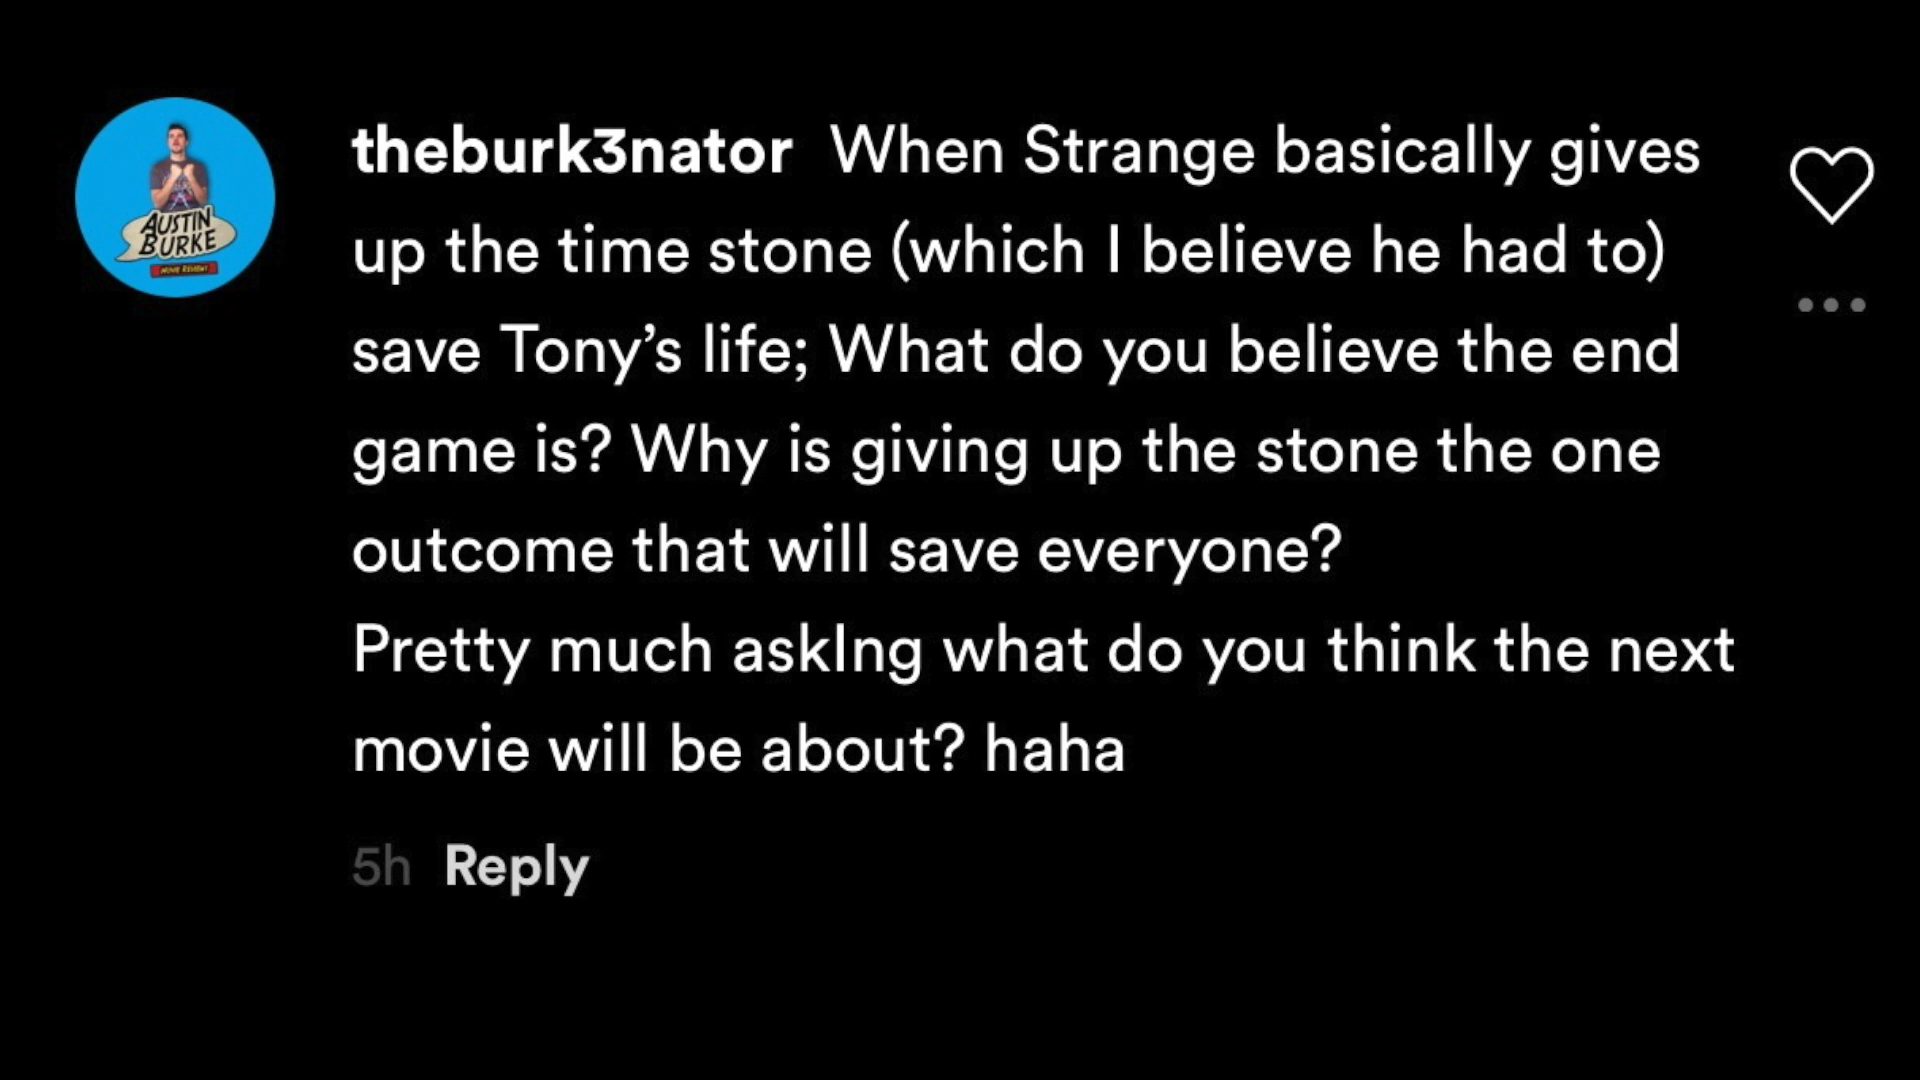 AUSTIN
BURKE
MOVIE REVIEWS
theburk3nator When Strange basically gives
up the time stone (which I believe he had to)
save Tony’s life; What do you believe the end
game is? Why is giving up the stone the one
outcome that will save everyone?
Pretty much askIng what do you think the next
movie will be about? haha
5h Reply